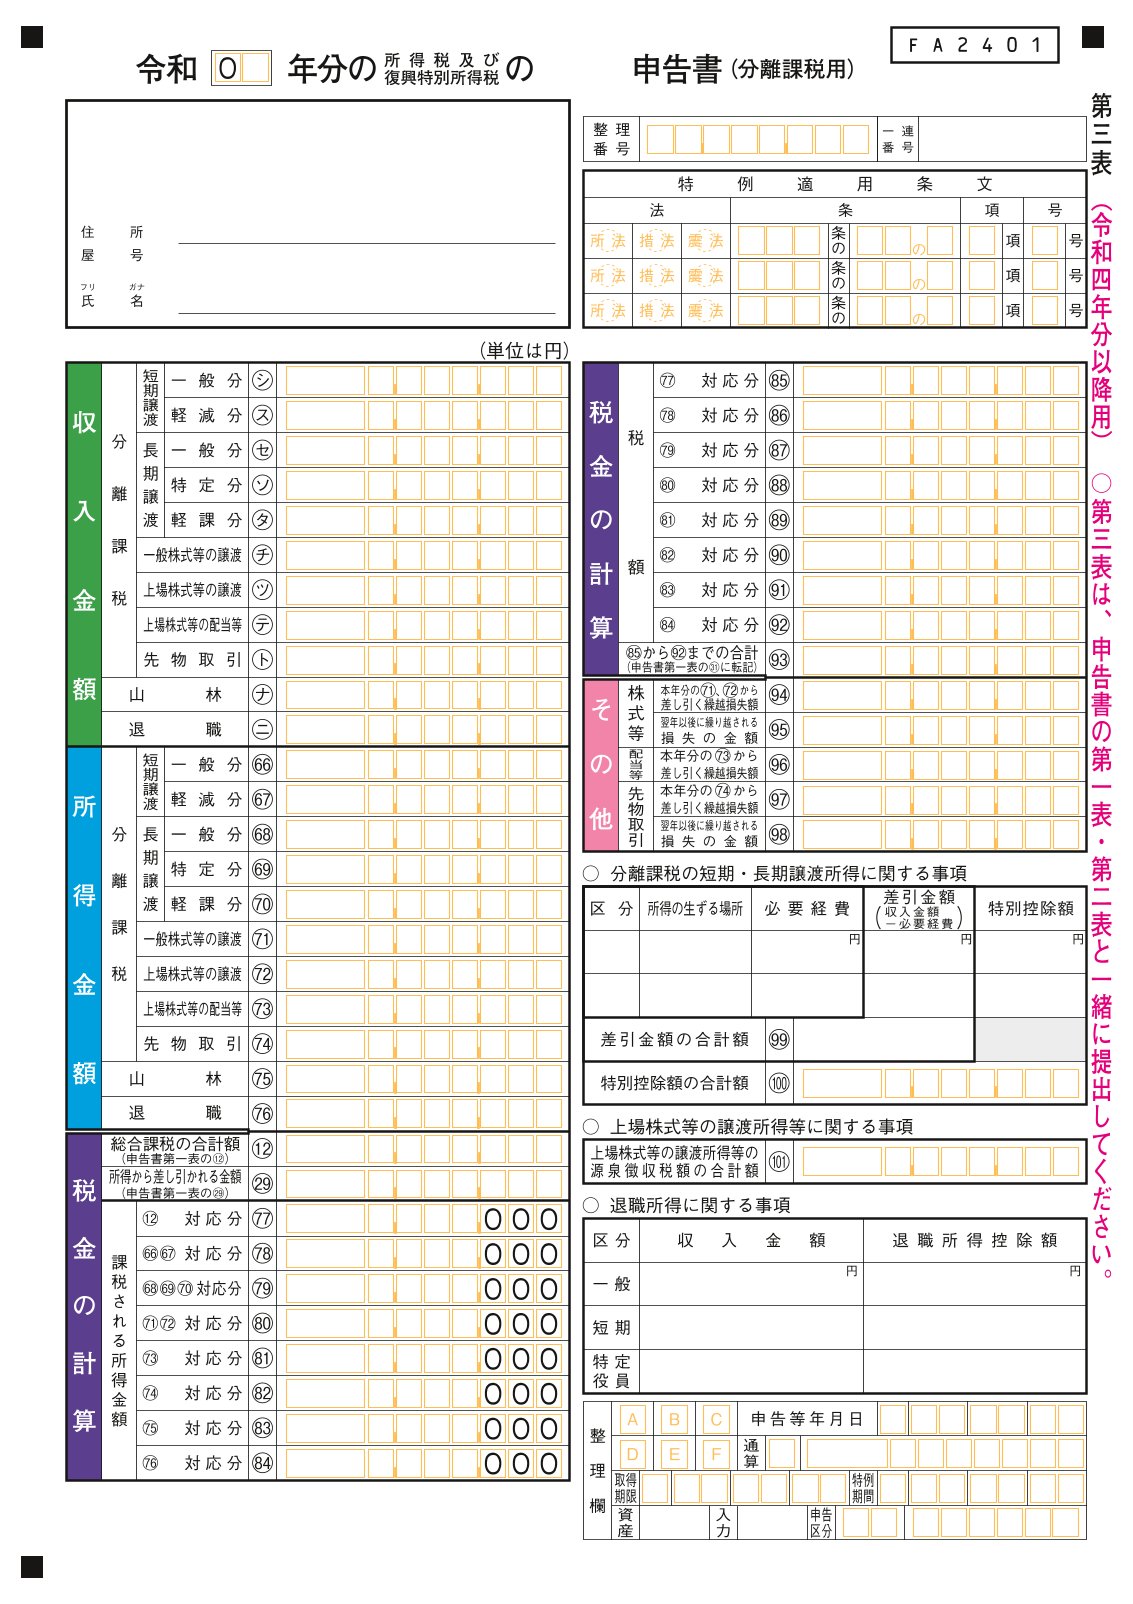 FA2401
令和 0 年分の 所得税及び復興特別所得税 の 申告書（分離課税用）
第三表（令和四年分以降用）
○第三表は、申告書の第一表・第二表と一緒に提出してください。
住所
屋号
フリガナ
氏名
整理番号
一連番号
特例適用条文
法 条 項 号
所法 措法 震法 条の の 項 号
所法 措法 震法 条の の 項 号
所法 措法 震法 条の の 項 号
（単位は円）
収入金額
分離課税
短期譲渡
一般分 ㋛
軽減分 ㋜
長期譲渡
一般分 ㋝
特定分 ㋞
軽課分 ㋟
一般株式等の譲渡 ㋠
上場株式等の譲渡 ㋡
上場株式等の配当等 ㋢
先物取引 ㋣
山林 ㋤
退職 ㋥
所得金額
分離課税
短期譲渡
一般分 66
軽減分 67
長期譲渡
一般分 68
特定分 69
軽課分 70
一般株式等の譲渡 71
上場株式等の譲渡 72
上場株式等の配当等 73
先物取引 74
山林 75
退職 76
税金の計算
総合課税の合計額 ⑫
（申告書第一表の⑫）
所得から差し引かれる金額 ㉙
（申告書第一表の㉙）
課税される所得金額
⑫ 対応分 77 000
66 67 対応分 78 000
68 69 70 対応分 79 000
71 72 対応分 80 000
73 対応分 81 000
74 対応分 82 000
75 対応分 83 000
76 対応分 84 000
税金の計算
税額
77 対応分 85
78 対応分 86
79 対応分 87
80 対応分 88
81 対応分 89
82 対応分 90
83 対応分 91
84 対応分 92
85から92までの合計 93
（申告書第一表の㉛に転記）
その他
株式等
本年分の71、72から
差し引く繰越損失額 94
翌年以後に繰り越される
損失の金額 95
配当等
本年分の73から
差し引く繰越損失額 96
先物取引
本年分の74から
差し引く繰越損失額 97
翌年以後に繰り越される
損失の金額 98
○ 分離課税の短期・長期譲渡所得に関する事項
区分 所得の生ずる場所 必要経費 差引金額（収入金額－必要経費） 特別控除額
円 円 円
差引金額の合計額 99
特別控除額の合計額 100
○ 上場株式等の譲渡所得等に関する事項
上場株式等の譲渡所得等の
源泉徴収税額の合計額 101
○ 退職所得に関する事項
区分 収入金額 退職所得控除額
一般 円 円
短期
特定役員
整理欄
A B C 申告等年月日
D E F 通算
取得期限 特例期間
資産 入力 申告区分